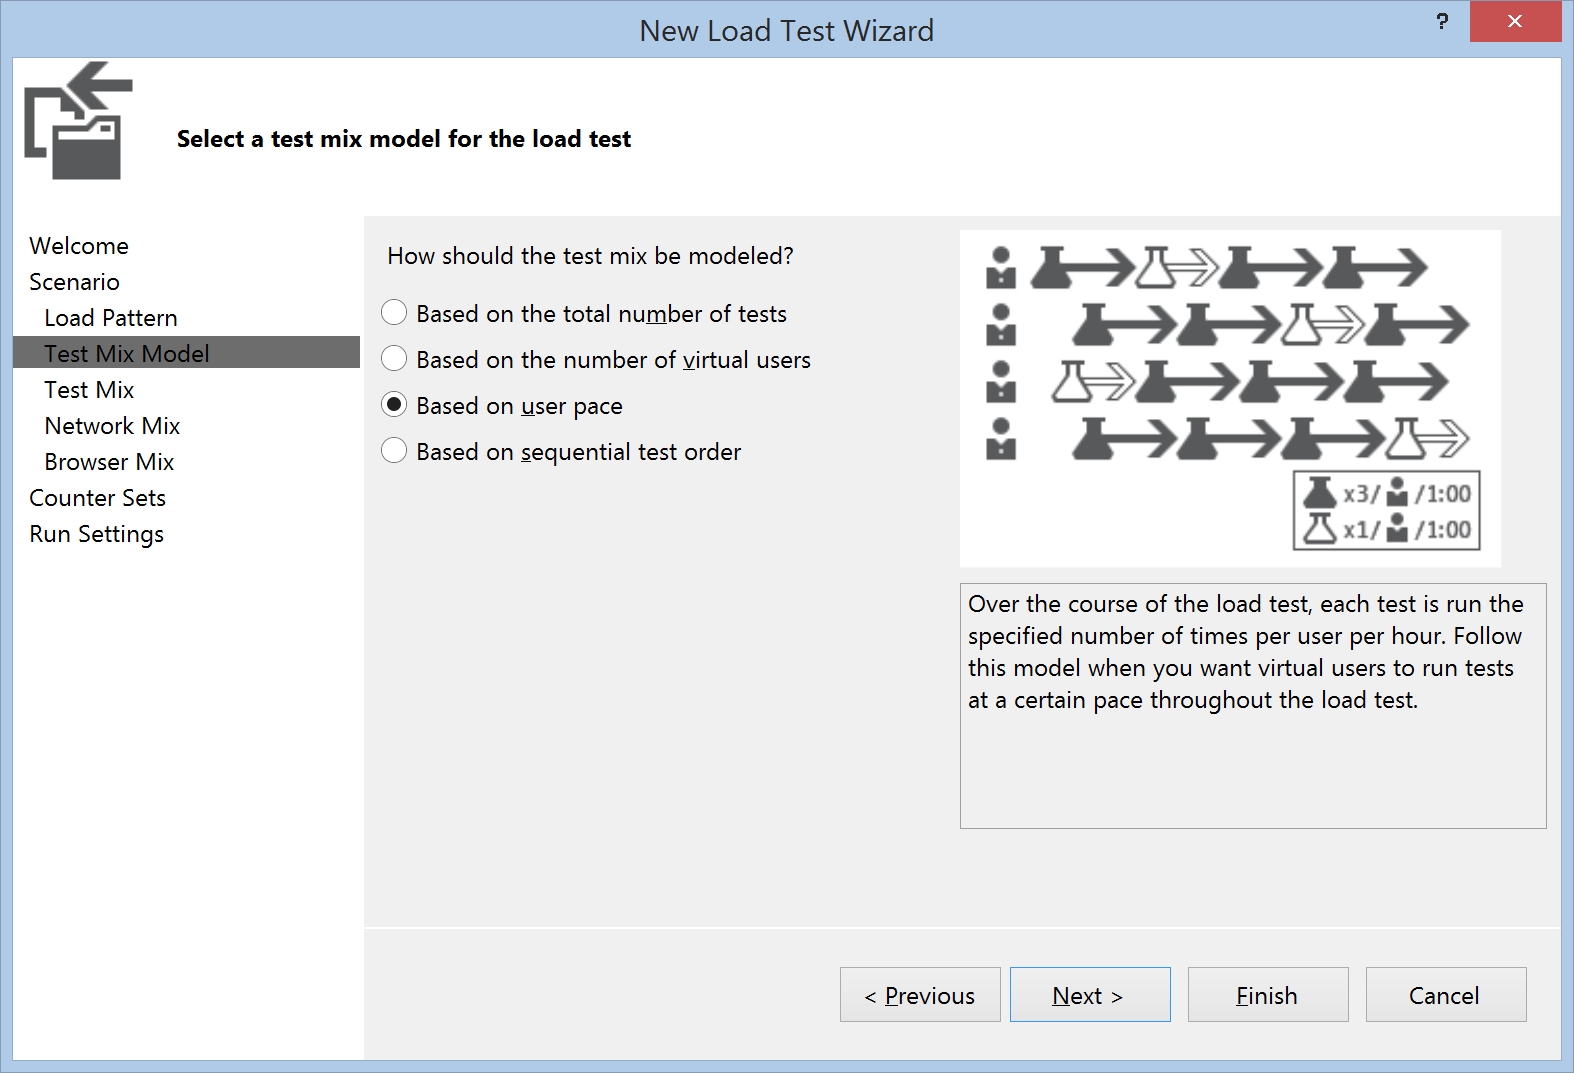 New Load Test Wizard
?
Select a test mix model for the load test
Welcome
Scenario
Load Pattern
Test Mix Model
Test Mix
Network Mix
Browser Mix
Counter Sets
Run Settings
How should the test mix be modeled?
Based on the total number of tests
Based on the number of virtual users
Based on user pace
Based on sequential test order
x3/ /1:00
x1/ /1:00
Over the course of the load test, each test is run the
specified number of times per user per hour. Follow
this model when you want virtual users to run tests
at a certain pace throughout the load test.
< Previous
Next >
Finish
Cancel